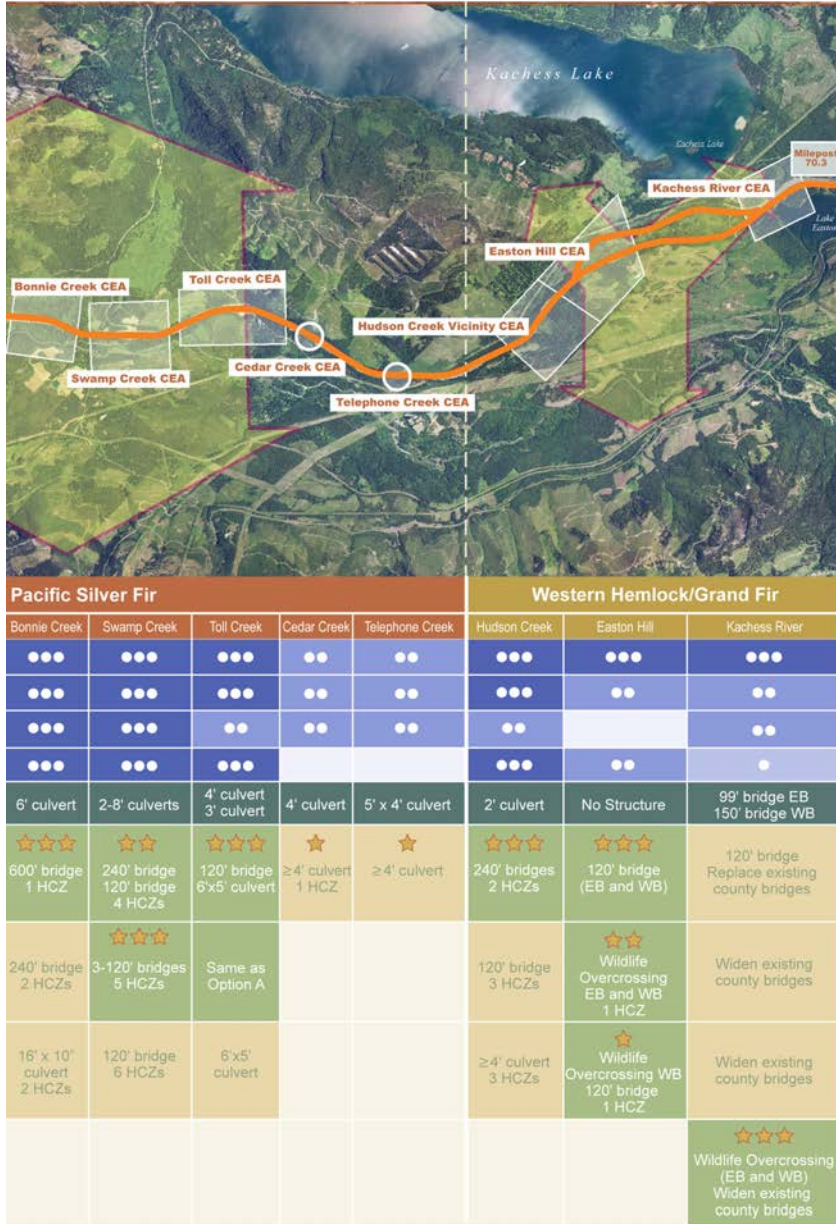 Kachess Lake
Kachess Lake
Milepost
70.3
Kachess River CEA
Lake
Easton
Easton Hill CEA
Bonnie Creek CEA
Toll Creek CEA
Hudson Creek Vicinity CEA
Swamp Creek CEA
Cedar Creek CEA
Telephone Creek CEA
Pacific Silver Fir
Western Hemlock/Grand Fir
Bonnie Creek
Swamp Creek
Toll Creek
Cedar Creek
Telephone Creek
Hudson Creek
Easton Hill
Kachess River
6' culvert
2-8' culverts
4' culvert
3' culvert
4' culvert
5' x 4' culvert
2' culvert
No Structure
99' bridge EB
150' bridge WB
600' bridge
1 HCZ
240' bridge
120' bridge
4 HCZs
120' bridge
6'x5' culvert
≥4' culvert
1 HCZ
≥4' culvert
240' bridges
2 HCZs
120' bridge
(EB and WB)
120' bridge
Replace existing
county bridges
240' bridge
2 HCZs
3-120' bridges
5 HCZs
Same as
Option A
120' bridge
3 HCZs
Wildlife
Overcrossing
EB and WB
1 HCZ
Widen existing
county bridges
16' x 10'
culvert
2 HCZs
120' bridge
6 HCZs
6'x5'
culvert
≥4' culvert
3 HCZs
Wildlife
Overcrossing WB
120' bridge
1 HCZ
Widen existing
county bridges
Wildlife Overcrossing
(EB and WB)
Widen existing
county bridges